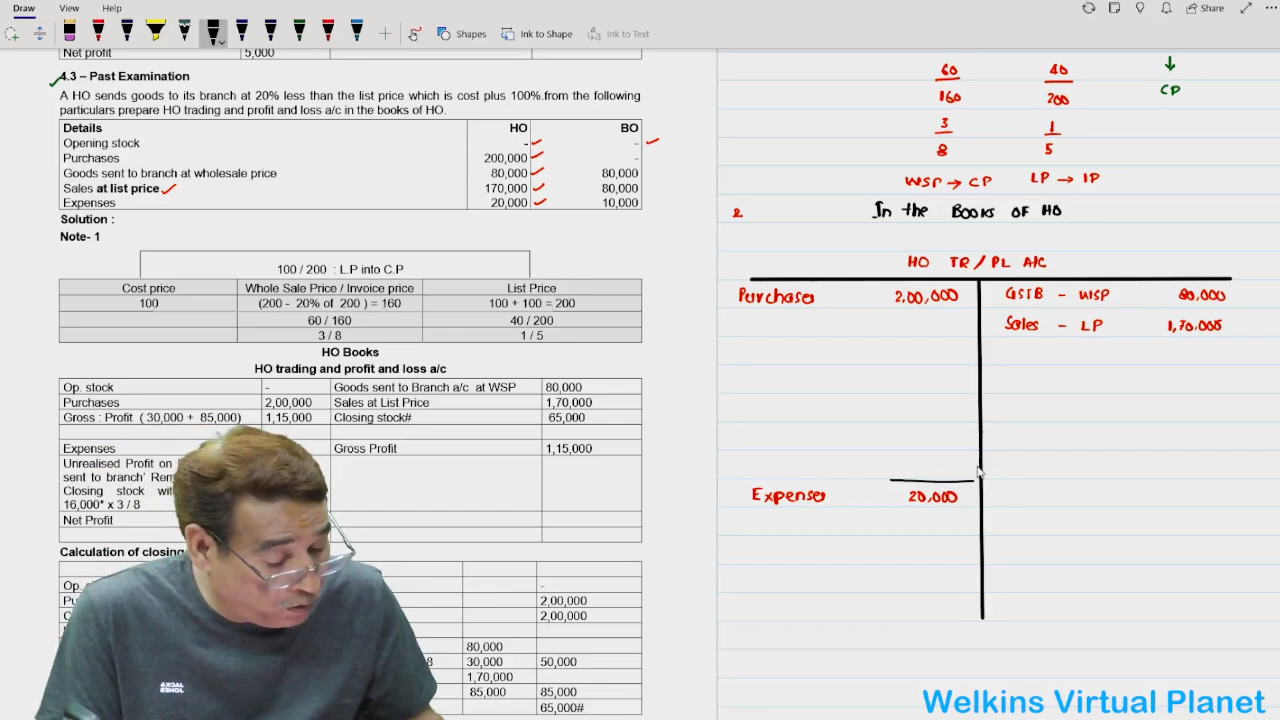 Draw View Help
Share
Shapes Ink to Shape Ink to Text
Net profit 5,000
4.3 – Past Examination
A HO sends goods to its branch at 20% less than the list price which is cost plus 100%.from the following
particulars prepare HO trading and profit and loss a/c in the books of HO.
Details HO BO
Opening stock - -
Purchases 200,000 -
Goods sent to branch at wholesale price 80,000 80,000
Sales at list price 170,000 80,000
Expenses 20,000 10,000
Solution :
Note- 1
100 / 200 : L.P into C.P
Cost price Whole Sale Price / Invoice price List Price
100 (200 - 20% of 200 ) = 160 100 + 100 = 200
60 / 160 40 / 200
3 / 8 1 / 5
HO Books
HO trading and profit and loss a/c
Op. stock - Goods sent to Branch a/c at WSP 80,000
Purchases 2,00,000 Sales at List Price 1,70,000
Gross : Profit ( 30,000 + 85,000) 1,15,000 Closing stock# 65,000
Expenses Gross Profit 1,15,000
Unrealised Profit on
sent to branch'
Closing stock
16,000* x 3 / 8
Net Profit
Calculation of closing
-
2,00,000
2,00,000
80,000
8 30,000 50,000
1,70,000
85,000 85,000
65,000#
60 40
160 200 CP
3 1
8 5
WSP → CP LP → IP
2. In the BOOKS OF HO
HO TR / PL A/C
Purchases 2,00,000 GSTB - WSP 80,000
Sales - LP 1,70,000
Expenses 20,000
JACK&
JONES
Welkins Virtual Planet